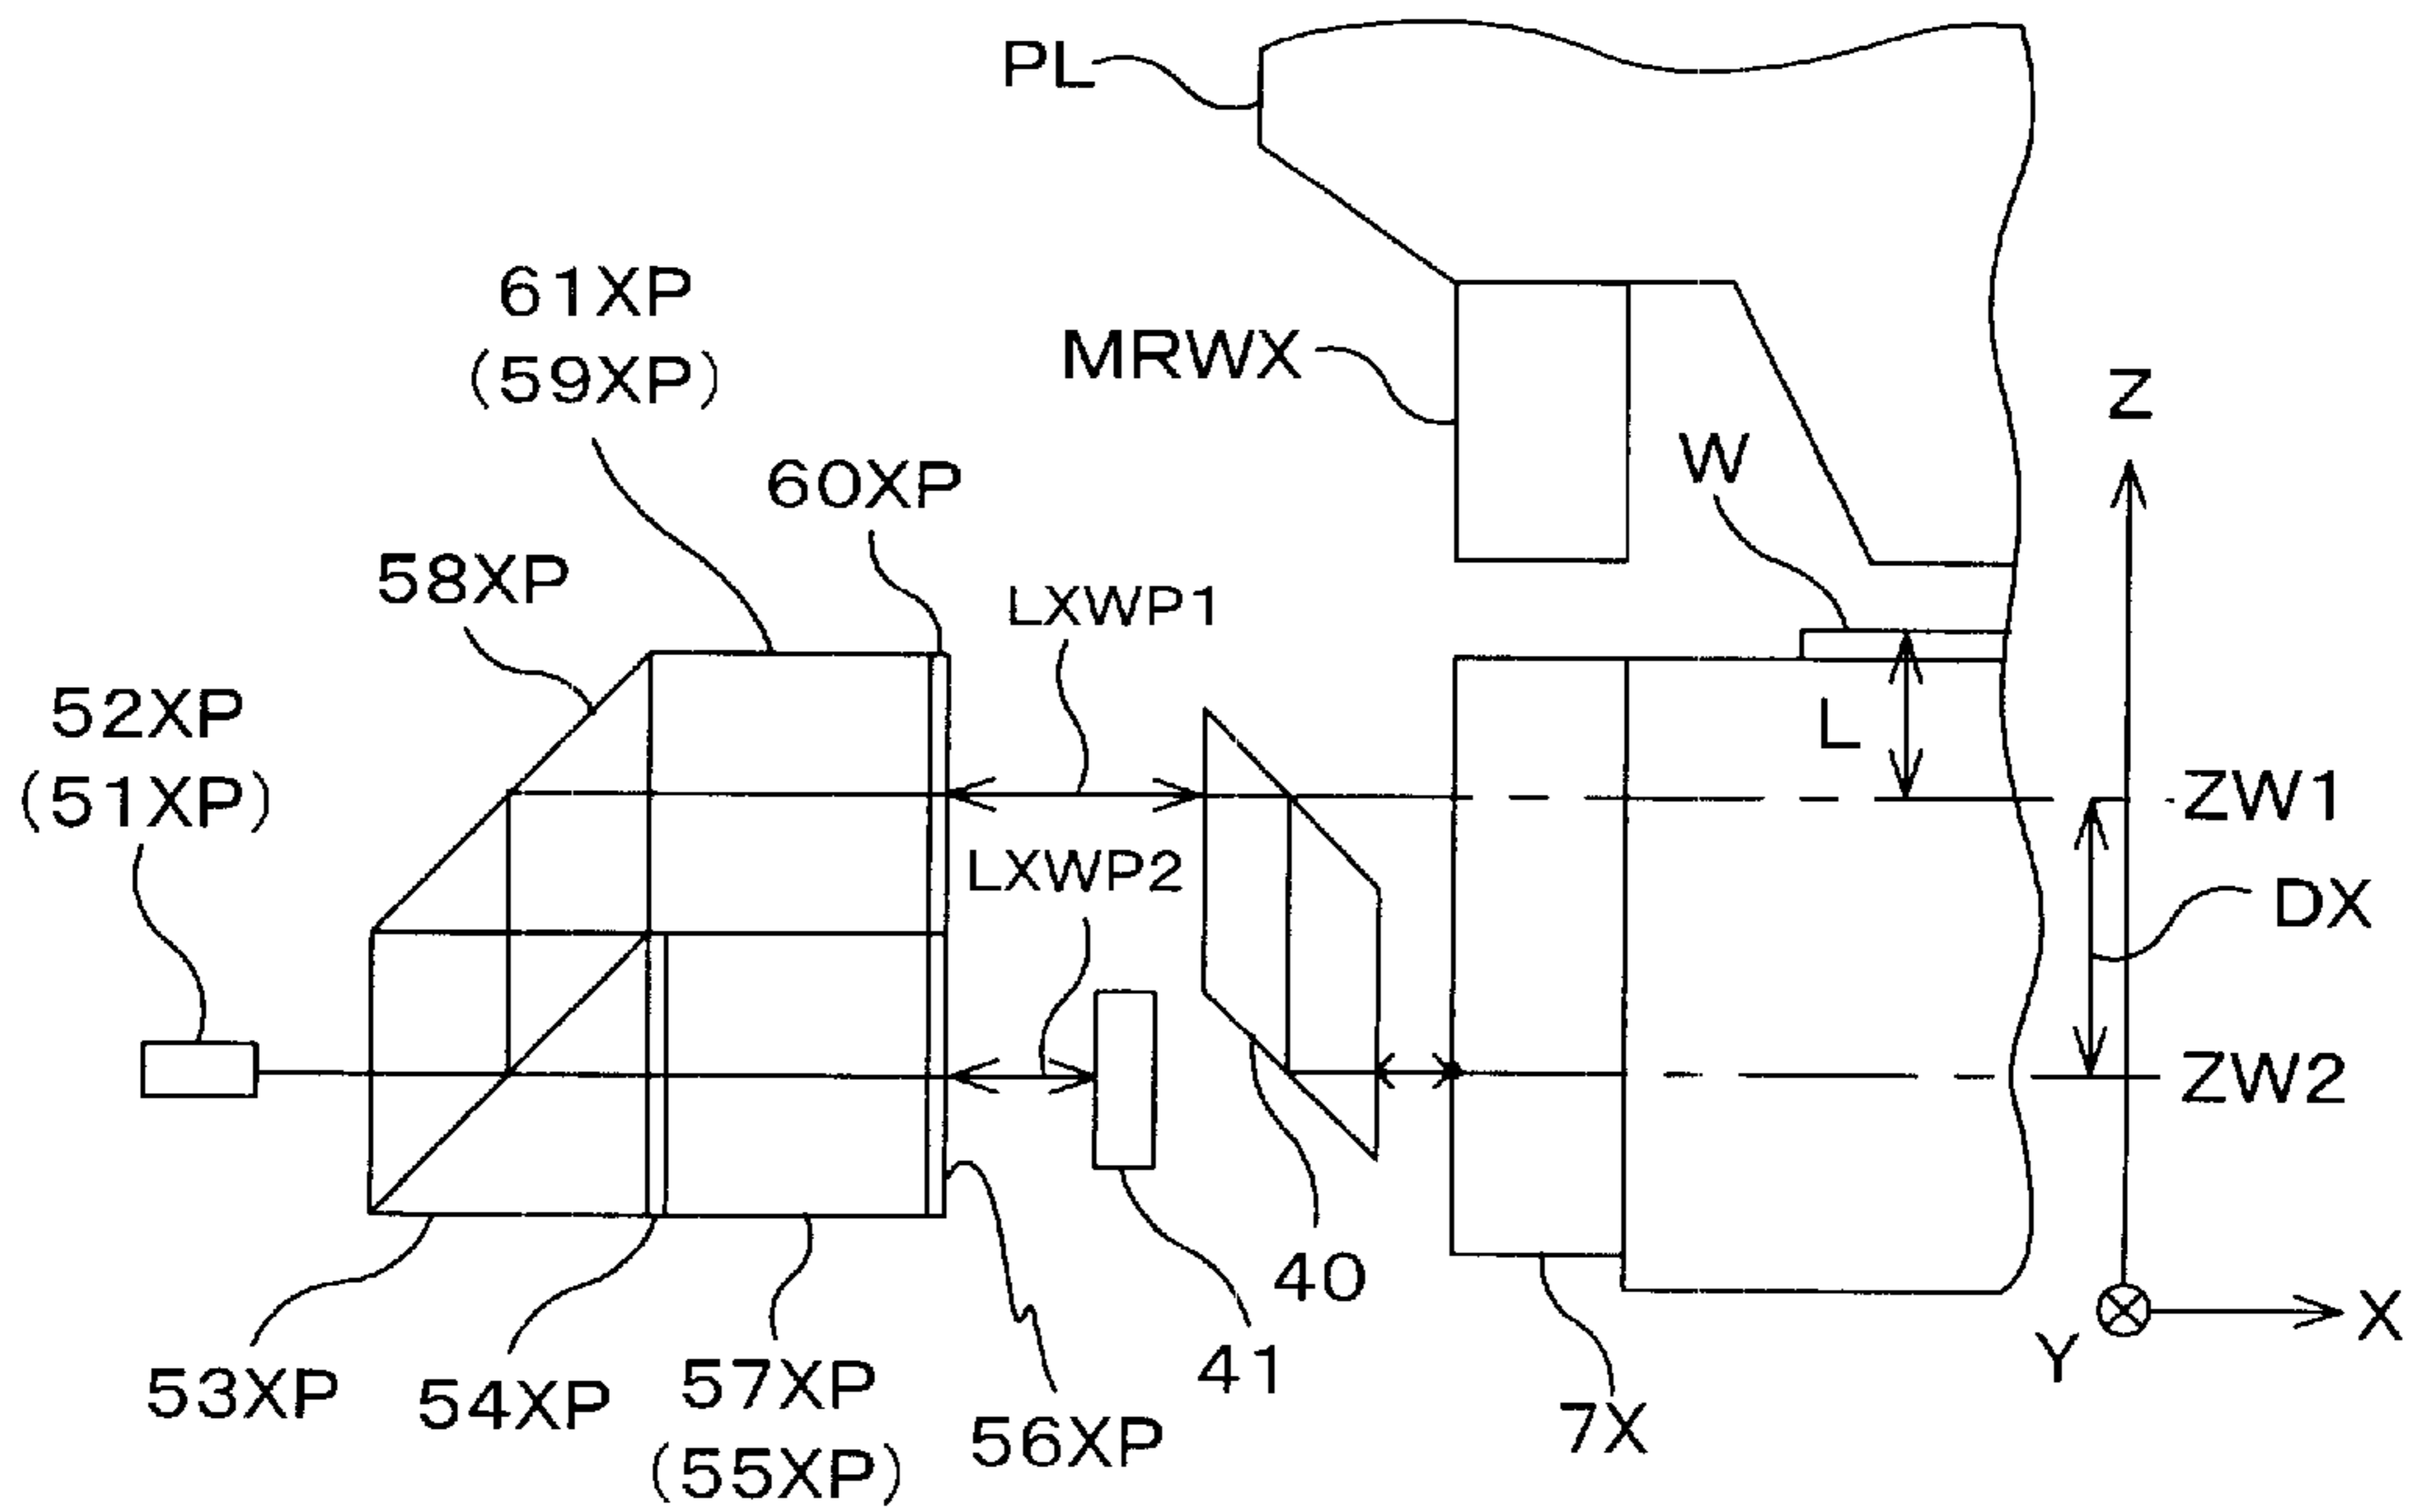 PL
61XP
(59XP)
MRWX
Z
W
60XP
58XP
LXWP1
52XP
(51XP)
L
ZW1
LXWP2
DX
ZW2
40
X
Y
41
53XP
54XP
57XP
(55XP)
56XP
7X